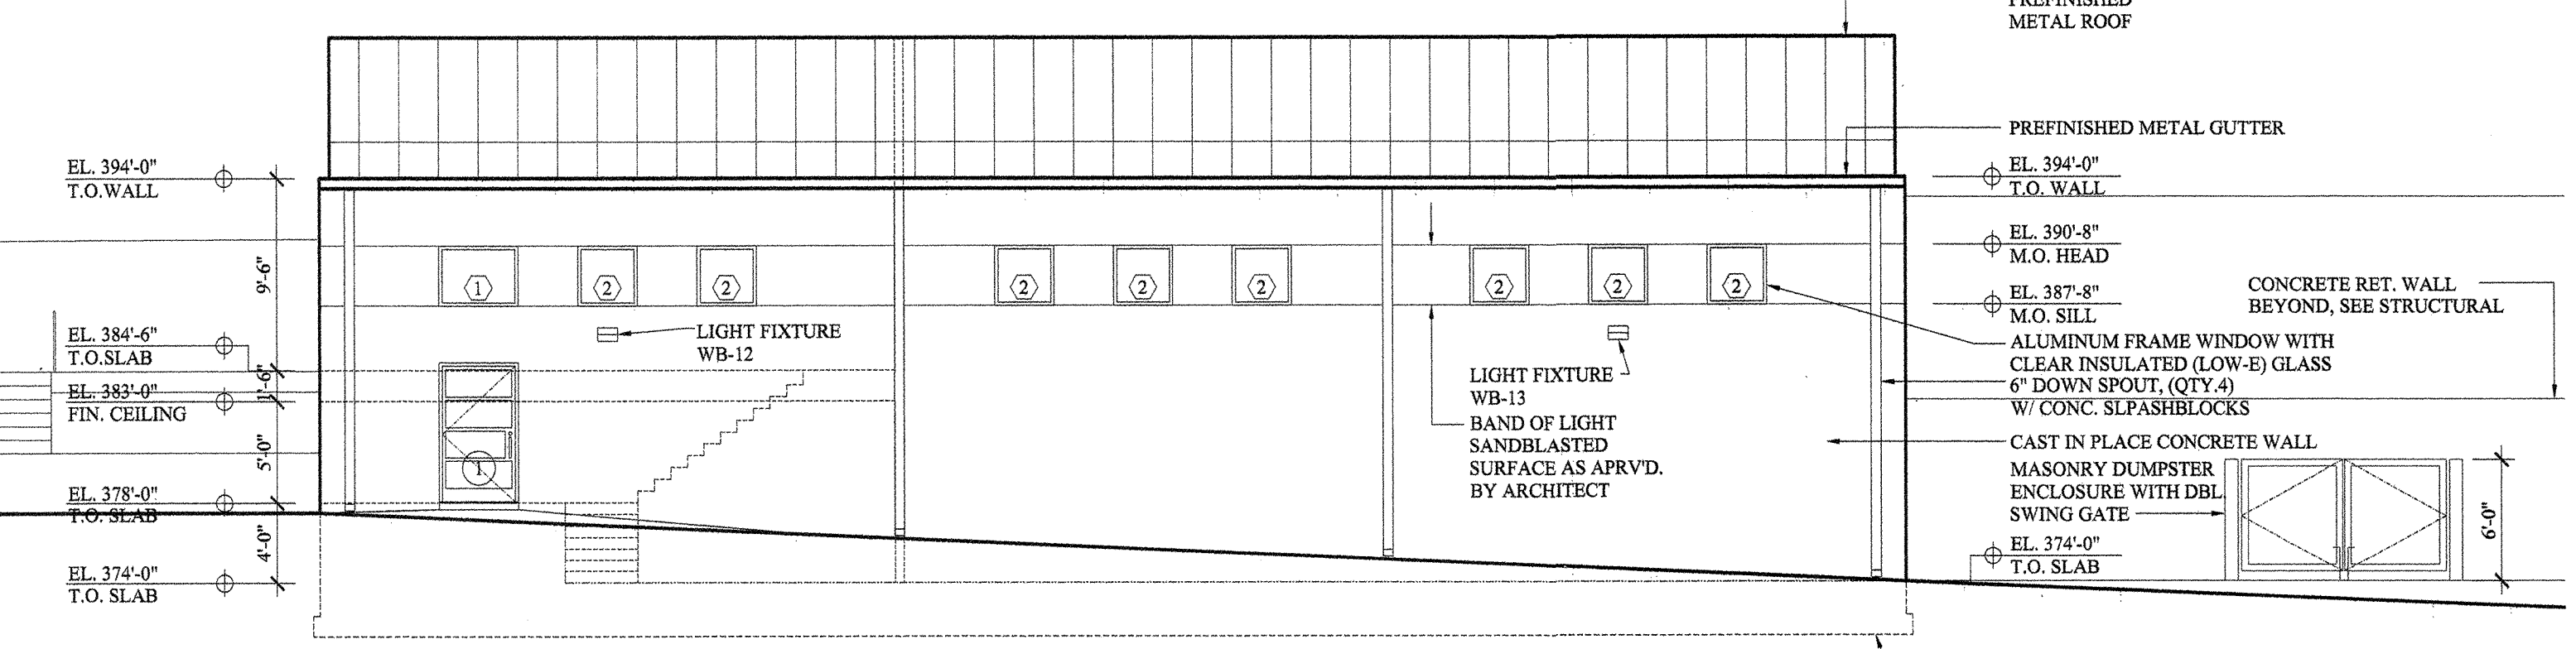 PREFINISHED
METAL ROOF
PREFINISHED METAL GUTTER
EL. 394'-0"
T.O.WALL
EL. 394'-0"
T.O. WALL
9'-6"
EL. 390'-8"
M.O. HEAD
1
2
2
2
2
2
2
2
2
EL. 387'-8"
M.O. SILL
CONCRETE RET. WALL
BEYOND, SEE STRUCTURAL
EL. 384'-6"
T.O.SLAB
LIGHT FIXTURE
WB-12
ALUMINUM FRAME WINDOW WITH
CLEAR INSULATED (LOW-E) GLASS
6" DOWN SPOUT, (QTY.4)
W/ CONC. SLPASHBLOCKS
1'-6"
EL. 383'-0"
FIN. CEILING
LIGHT FIXTURE
WB-13
BAND OF LIGHT
SANDBLASTED
SURFACE AS APRV'D.
BY ARCHITECT
CAST IN PLACE CONCRETE WALL
5'-0"
1
MASONRY DUMPSTER
ENCLOSURE WITH DBL
SWING GATE
EL. 378'-0"
T.O. SLAB
6'-0"
4'-0"
EL. 374'-0"
T.O. SLAB
EL. 374'-0"
T.O. SLAB